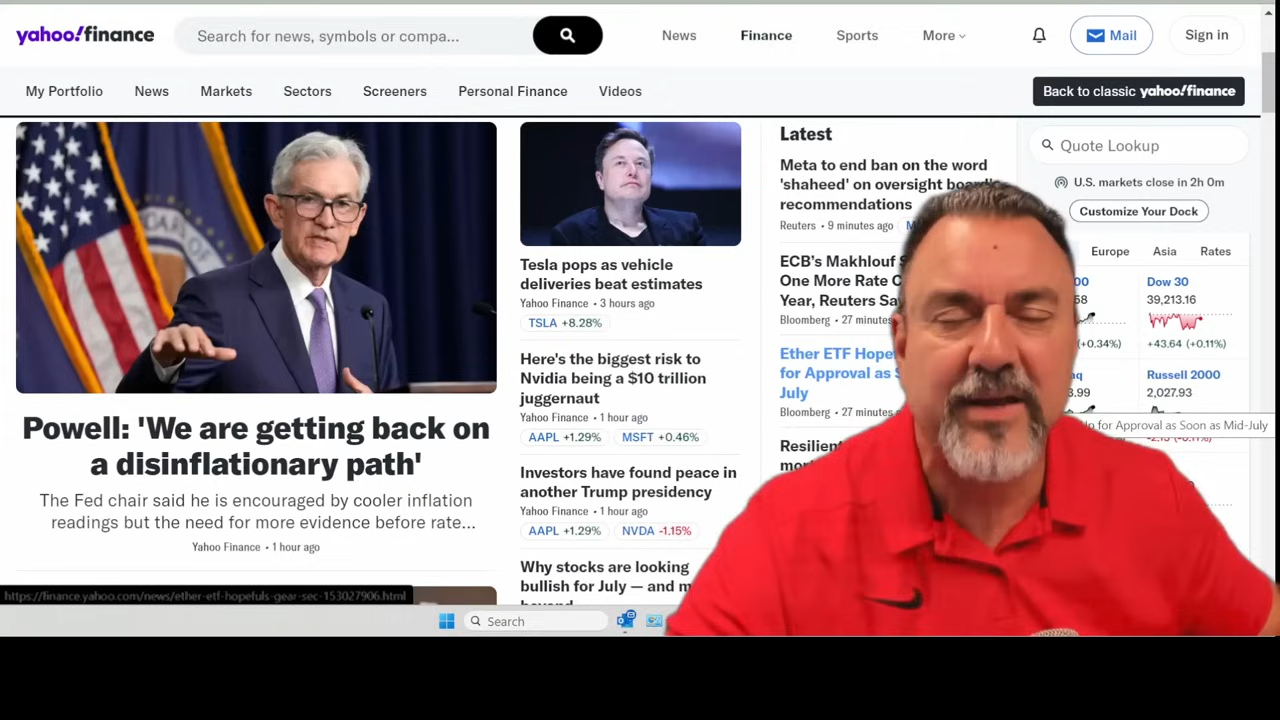 yahoo!finance
Search for news, symbols or compa...
News
Finance
Sports
More
Mail
Sign in
My Portfolio
News
Markets
Sectors
Screeners
Personal Finance
Videos
Back to classic yahoo!finance
Powell: 'We are getting back on
a disinflationary path'
The Fed chair said he is encouraged by cooler inflation
readings but the need for more evidence before rate...
Yahoo Finance • 1 hour ago
Tesla pops as vehicle
deliveries beat estimates
Yahoo Finance • 3 hours ago
TSLA +8.28%
Here's the biggest risk to
Nvidia being a $10 trillion
juggernaut
Yahoo Finance • 1 hour ago
AAPL +1.29% MSFT +0.46%
Investors have found peace in
another Trump presidency
Yahoo Finance • 1 hour ago
AAPL +1.29% NVDA -1.15%
Why stocks are looking
bullish for July — and
Latest
Meta to end ban on the word
'shaheed' on oversight board's
recommendations
Reuters • 9 minutes ago
ECB's Makhlouf
One More Rate
Year, Reuters
Bloomberg • 27 minutes
Ether ETF
for Approval as
July
Bloomberg • 27 minutes
Quote Lookup
U.S. markets close in 2h 0m
Customize Your Dock
Europe
Asia
Rates
Dow 30
39,213.16
(+0.34%)
+43.64 (+0.11%)
Russell 2000
2,027.93
for Approval as Soon as Mid-July
https://finance.yahoo.com/news/ether-etf-hopefuls-gear-sec-153027906.html
Search